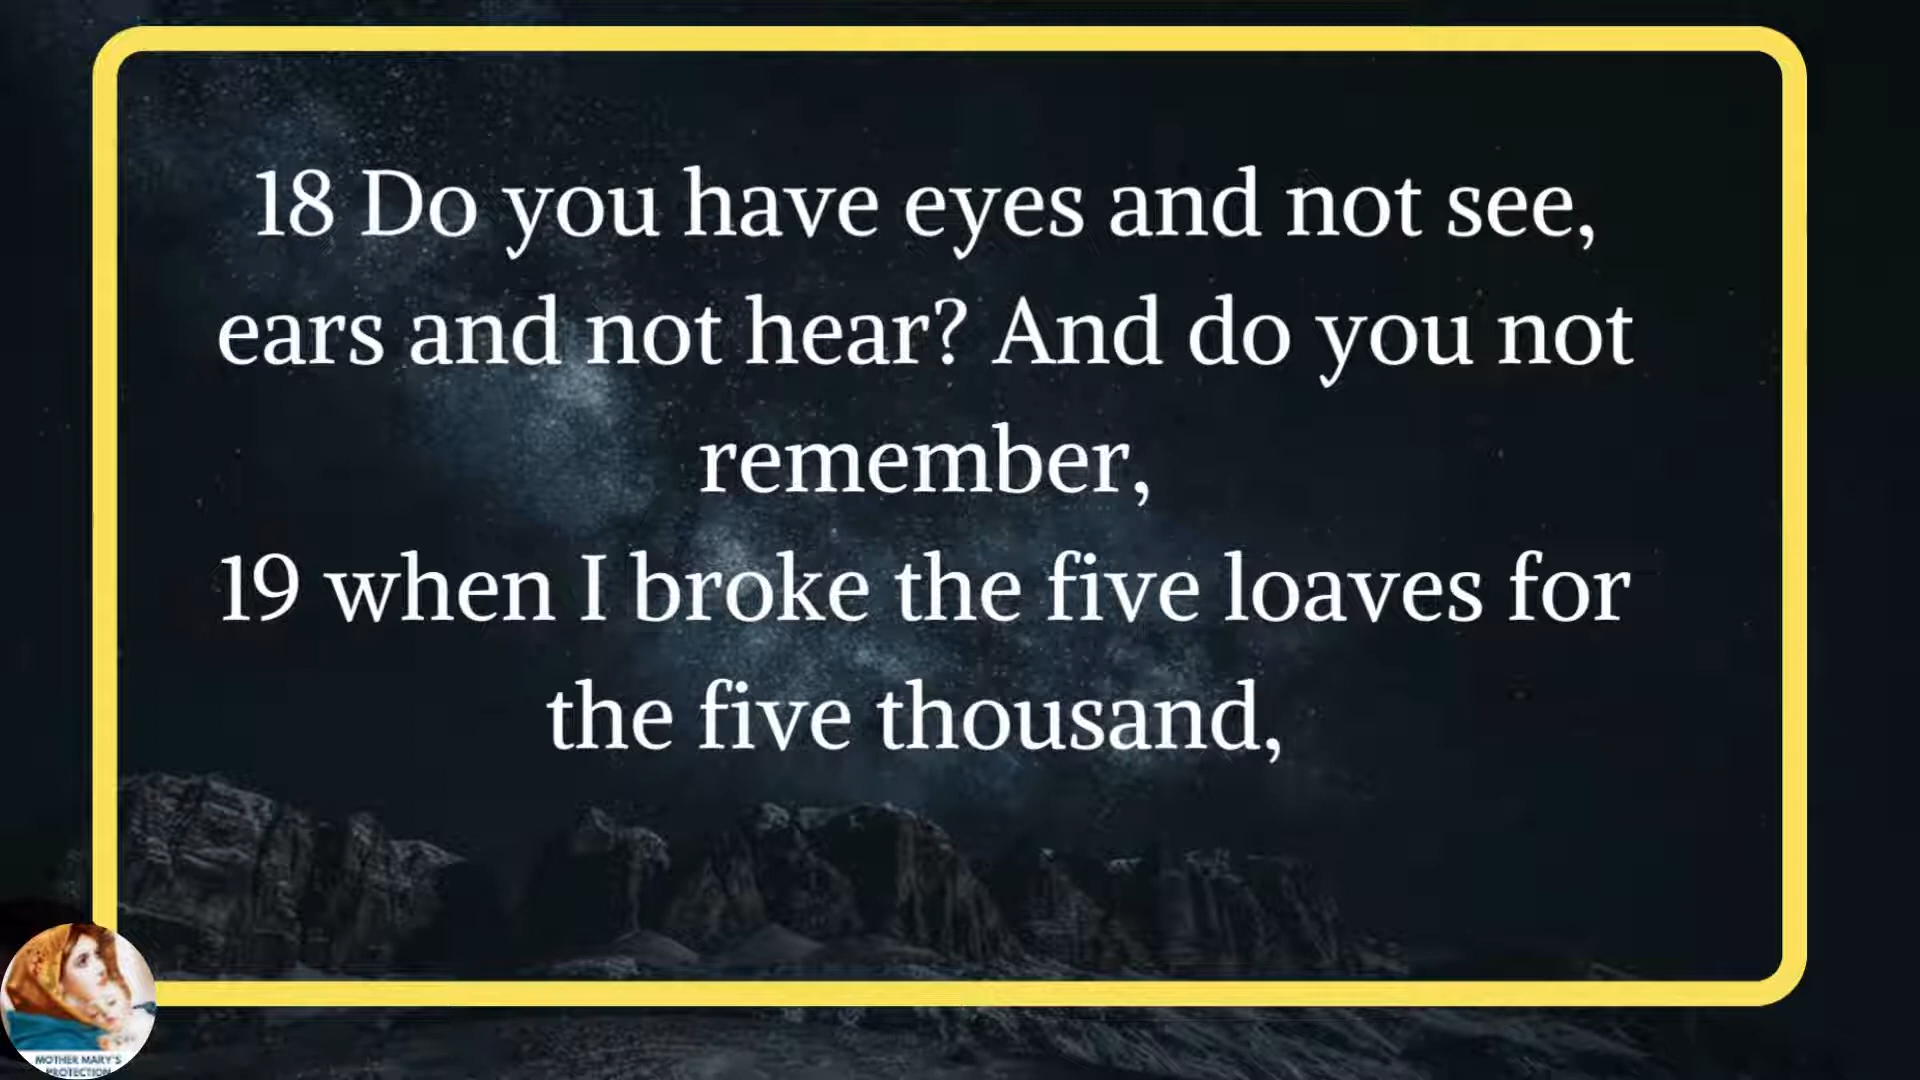 18 Do you have eyes and not see,
ears and not hear? And do you not
remember,
19 when I broke the five loaves for
the five thousand,
MOTHER MARY'S
PROTECTION